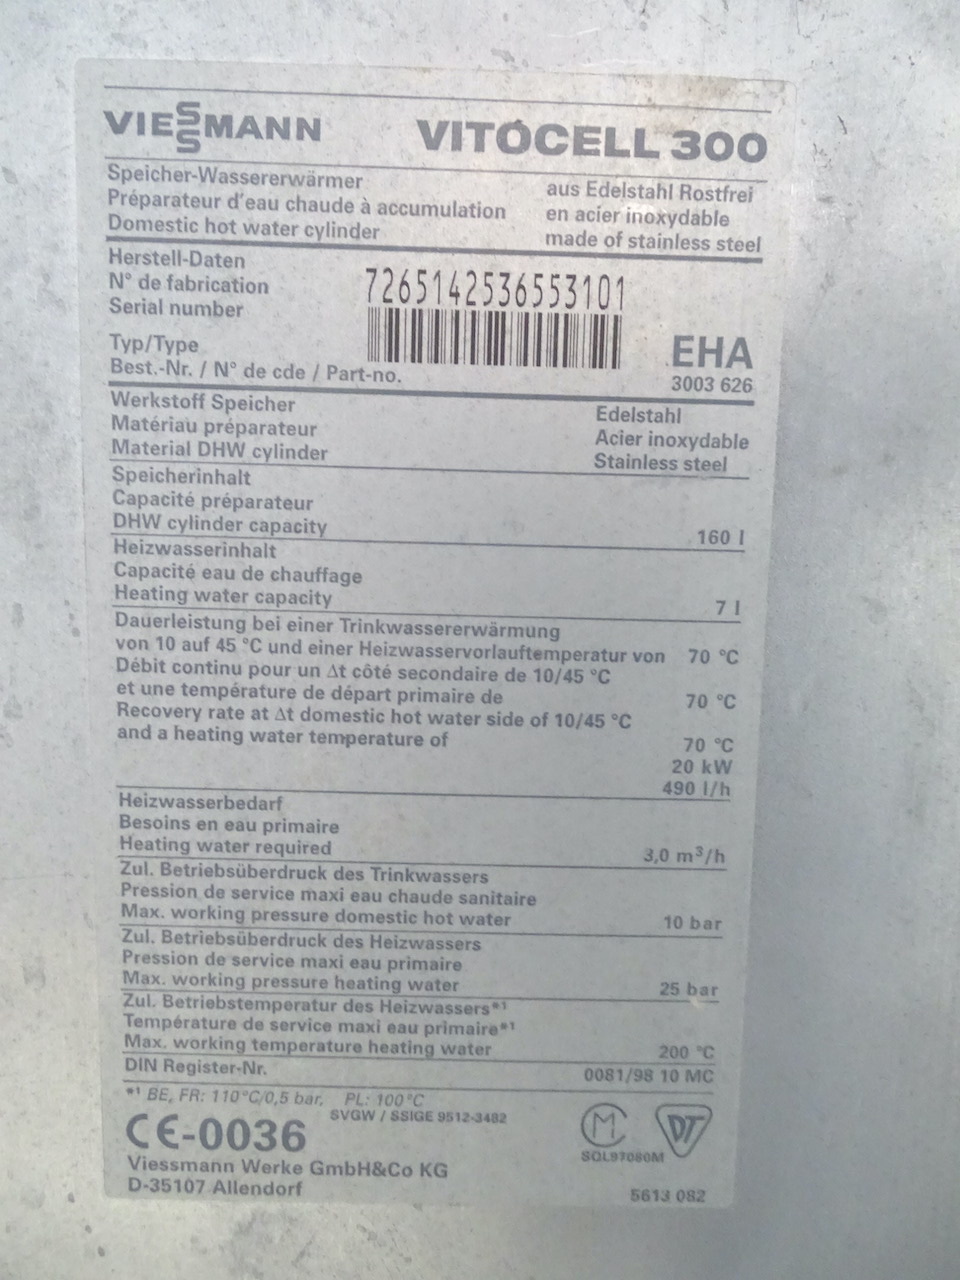 VIESSMANN VITOCELL 300
Speicher-Wassererwärmer
Préparateur d'eau chaude à accumulation
Domestic hot water cylinder
aus Edelstahl Rostfrei
en acier inoxydable
made of stainless steel
Herstell-Daten
N° de fabrication
Serial number
7265142536553101
Typ/Type
EHA
Best.-Nr. / N° de cde / Part-no.
3003 626
Werkstoff Speicher
Matériau préparateur
Material DHW cylinder
Edelstahl
Acier inoxydable
Stainless steel
Speicherinhalt
Capacité préparateur
DHW cylinder capacity 160 l
Heizwasserinhalt
Capacité eau de chauffage
Heating water capacity 7 l
Dauerleistung bei einer Trinkwassererwärmung
von 10 auf 45 °C und einer Heizwasservorlauftemperatur von 70 °C
Débit continu pour un Δt côté secondaire de 10/45 °C
et une température de départ primaire de 70 °C
Recovery rate at Δt domestic hot water side of 10/45 °C
and a heating water temperature of 70 °C
20 kW
490 l/h
Heizwasserbedarf
Besoins en eau primaire
Heating water required 3,0 m³/h
Zul. Betriebsüberdruck des Trinkwassers
Pression de service maxi eau chaude sanitaire
Max. working pressure domestic hot water 10 bar
Zul. Betriebsüberdruck des Heizwassers
Pression de service maxi eau primaire
Max. working pressure heating water 25 bar
Zul. Betriebstemperatur des Heizwassers*1
Température de service maxi eau primaire*1
Max. working temperature heating water 200 °C
DIN Register-Nr. 0081/98 10 MC
*1 BE, FR: 110°C/0,5 bar, PL: 100°C
SVGW / SSIGE 9512-3482
CE-0036
M DT
SQL97080M
Viessmann Werke GmbH&Co KG
D-35107 Allendorf
5613 082